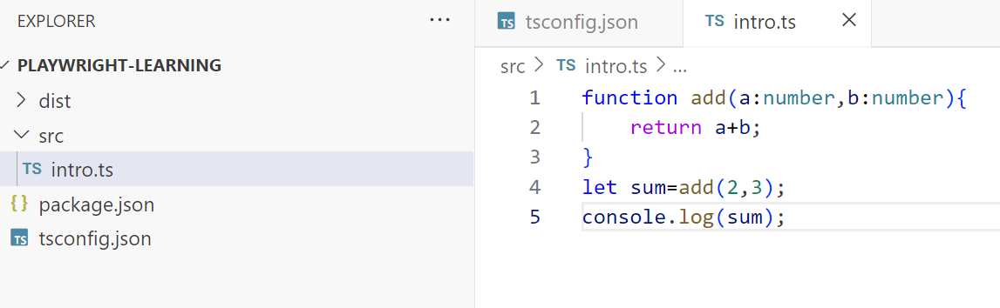 EXPLORER
...
PLAYWRIGHT-LEARNING
dist
src
TS intro.ts
{} package.json
TS tsconfig.json
TS tsconfig.json
TS intro.ts
src > TS intro.ts > ...
1 function add(a:number,b:number){
2     return a+b;
3 }
4 let sum=add(2,3);
5 console.log(sum);